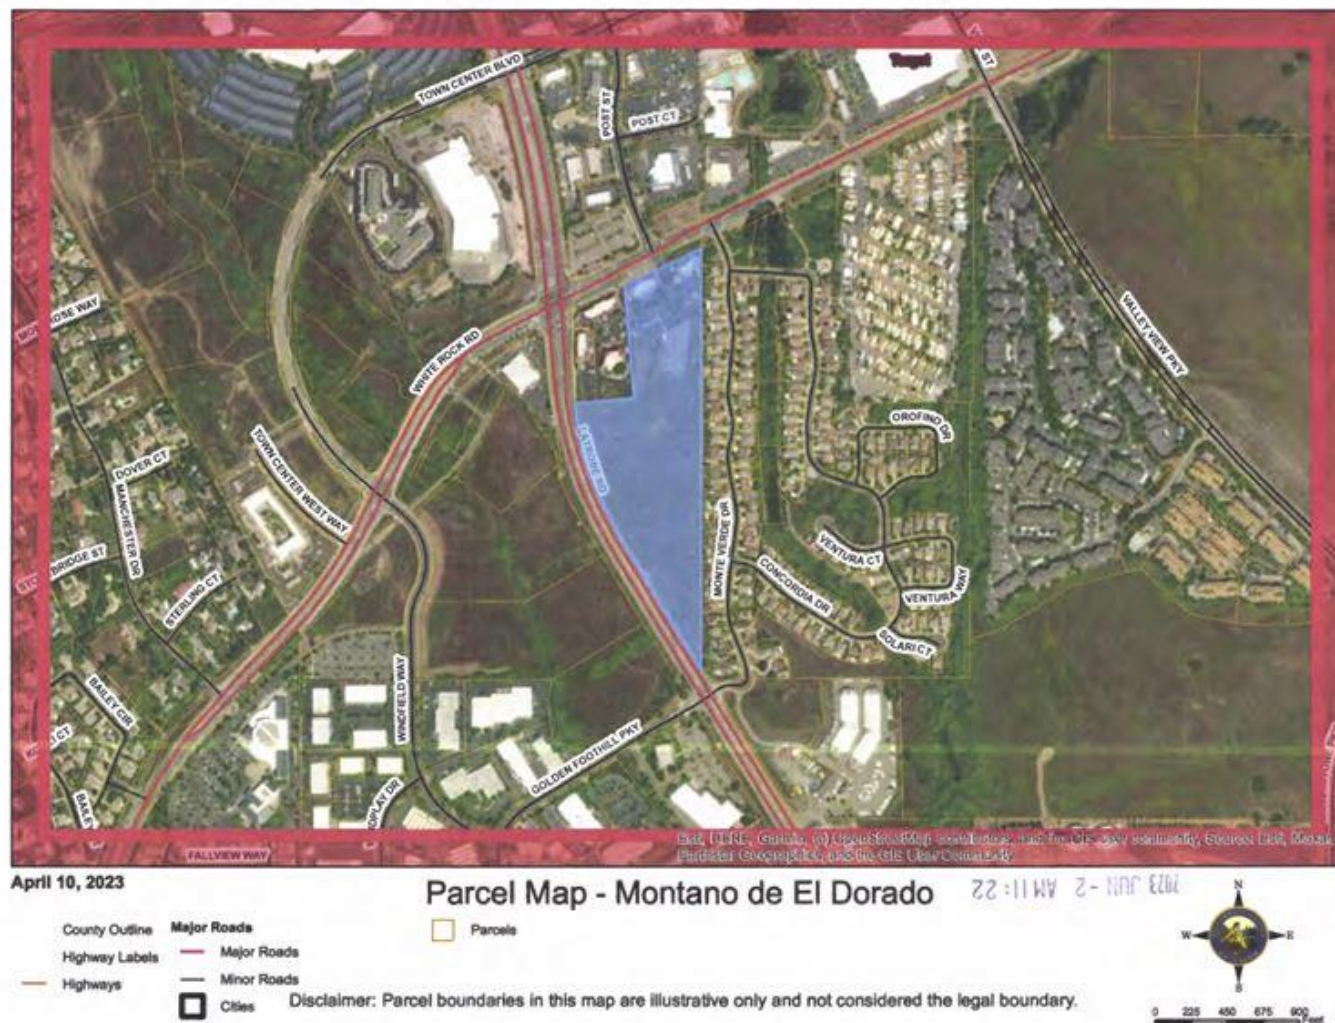 Target
ST
TOWN CENTER BLVD
POST ST
POST CT
VALLEY VIEW PKY
WHITE ROCK RD
LATROBE RD
OROFINO DR
DOVER CT
MANCHESTER DR
TOWN CENTER WEST WAY
MONTE VERDE DR
VENTURA CT
CONCORDIA DR
VENTURA WAY
SOLARI CT
STERLING CT
BAILEY CIR
WINDFIELD WAY
GOLDEN FOOTHILL PKY
FALLVIEW WAY
April 10, 2023
Parcel Map - Montano de El Dorado
2023 JUN -2 AM 11:22
County Outline
Highway Labels
Highways
Major Roads
Major Roads
Minor Roads
Cities
Parcels
Disclaimer: Parcel boundaries in this map are illustrative only and not considered the legal boundary.
N
W
E
S
0 225 450 675 900
Feet